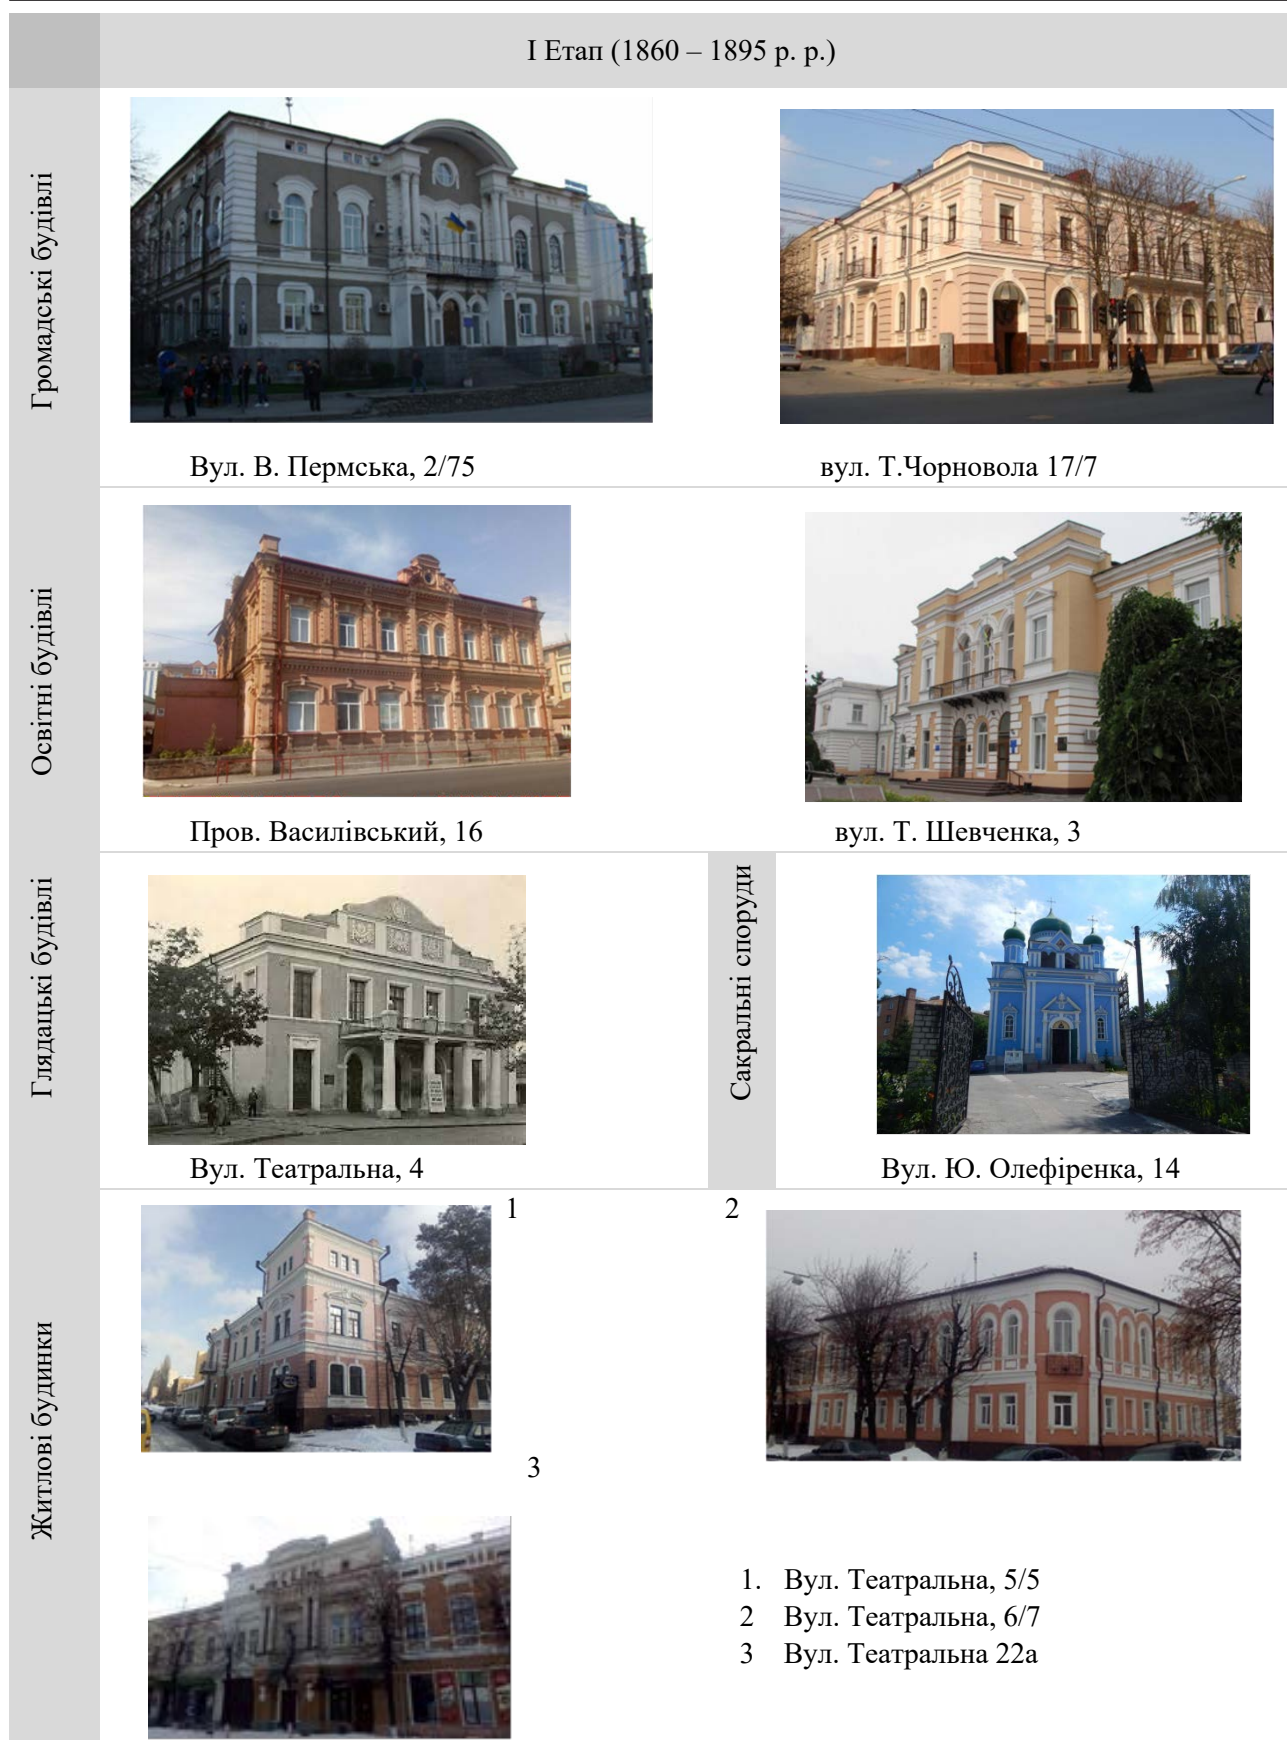 І Етап (1860 – 1895 р. р.)
Громадські будівлі
Вул. В. Пермська, 2/75
вул. Т.Чорновола 17/7
Освітні будівлі
Пров. Василівський, 16
вул. Т. Шевченка, 3
Глядацькі будівлі
Сакральні споруди
Вул. Театральна, 4
Вул. Ю. Олефіренка, 14
Житлові будинки
1
2
3
1. Вул. Театральна, 5/5
2 Вул. Театральна, 6/7
3 Вул. Театральна 22а